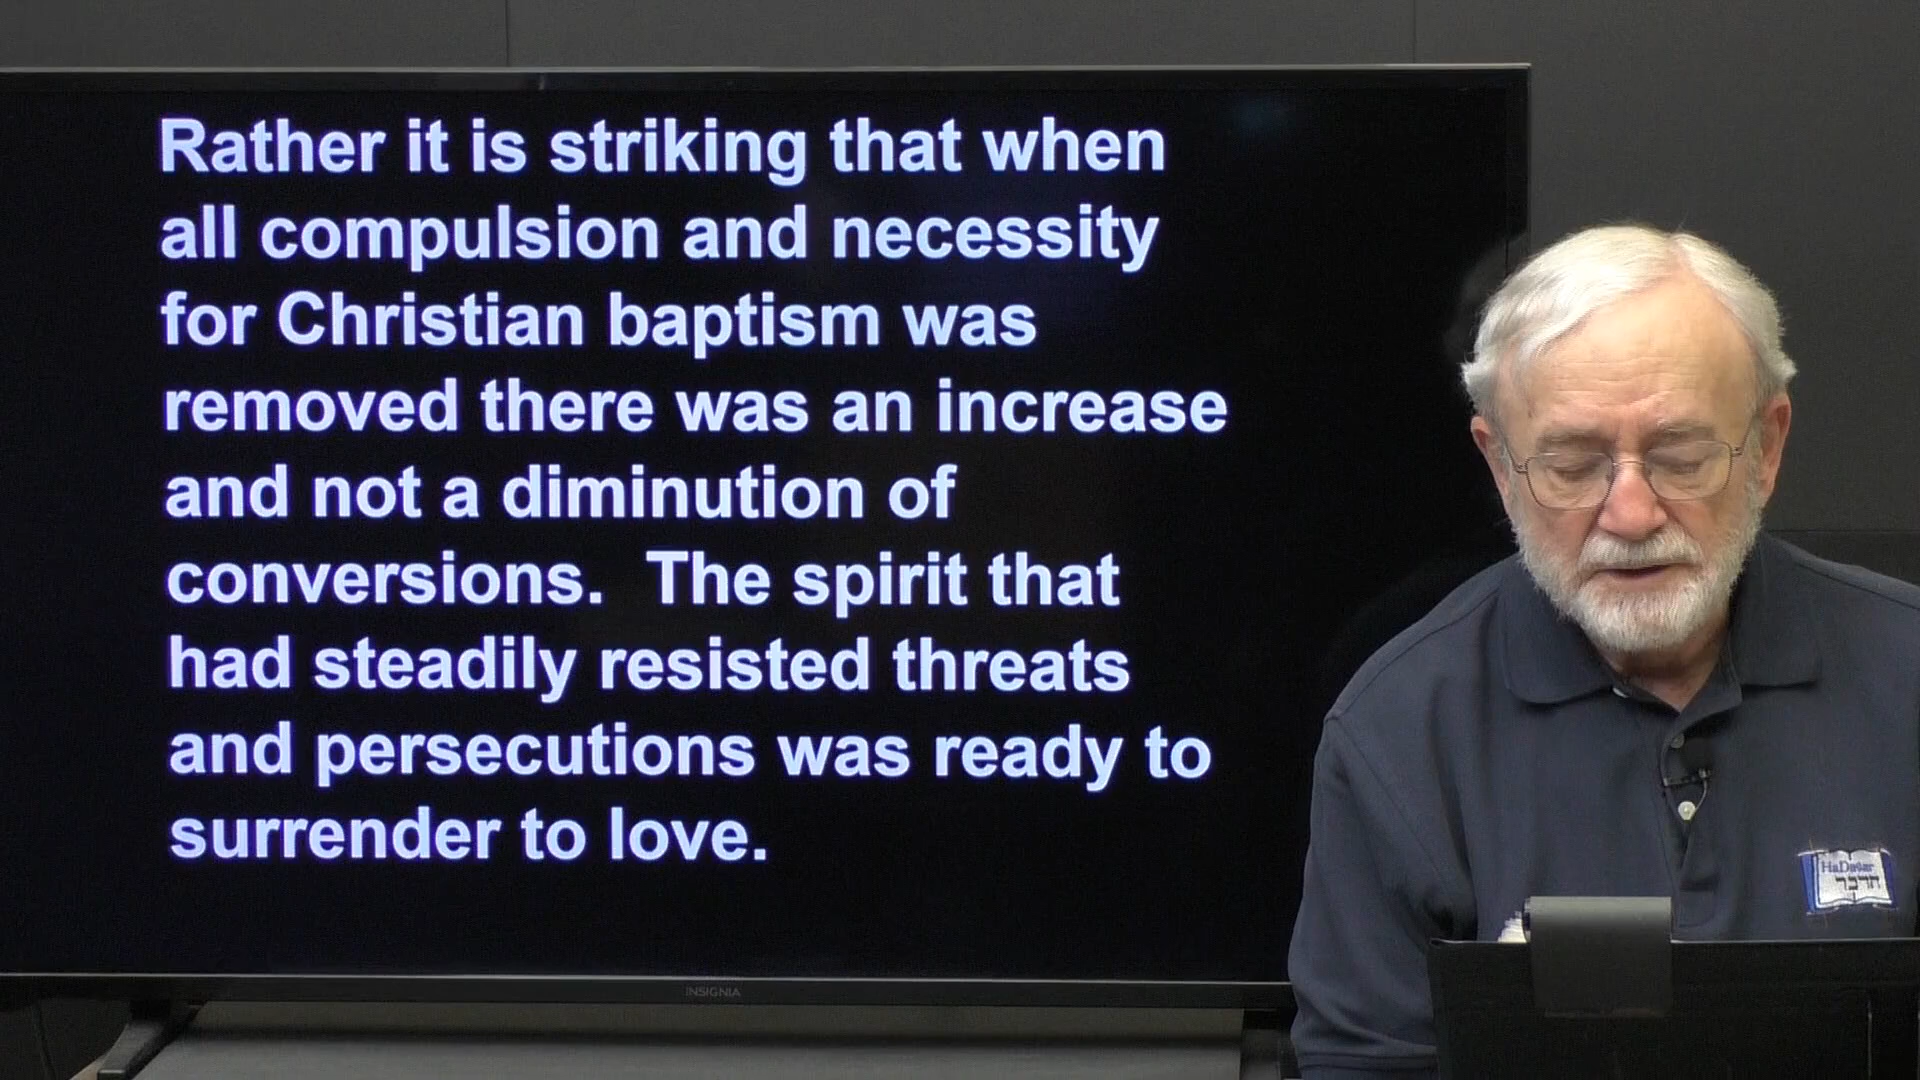 Rather it is striking that when
all compulsion and necessity
for Christian baptism was
removed there was an increase
and not a diminution of
conversions.  The spirit that
had steadily resisted threats
and persecutions was ready to
surrender to love.
INSIGNIA
HaDavar
הדבר